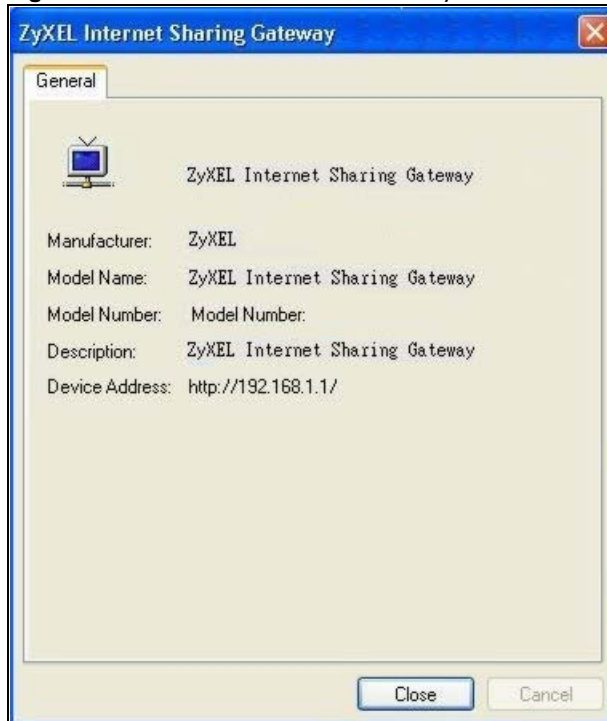 ZyXEL Internet Sharing Gateway
General
ZyXEL Internet Sharing Gateway
Manufacturer: ZyXEL
Model Name: ZyXEL Internet Sharing Gateway
Model Number: Model Number:
Description: ZyXEL Internet Sharing Gateway
Device Address: http://192.168.1.1/
Close Cancel